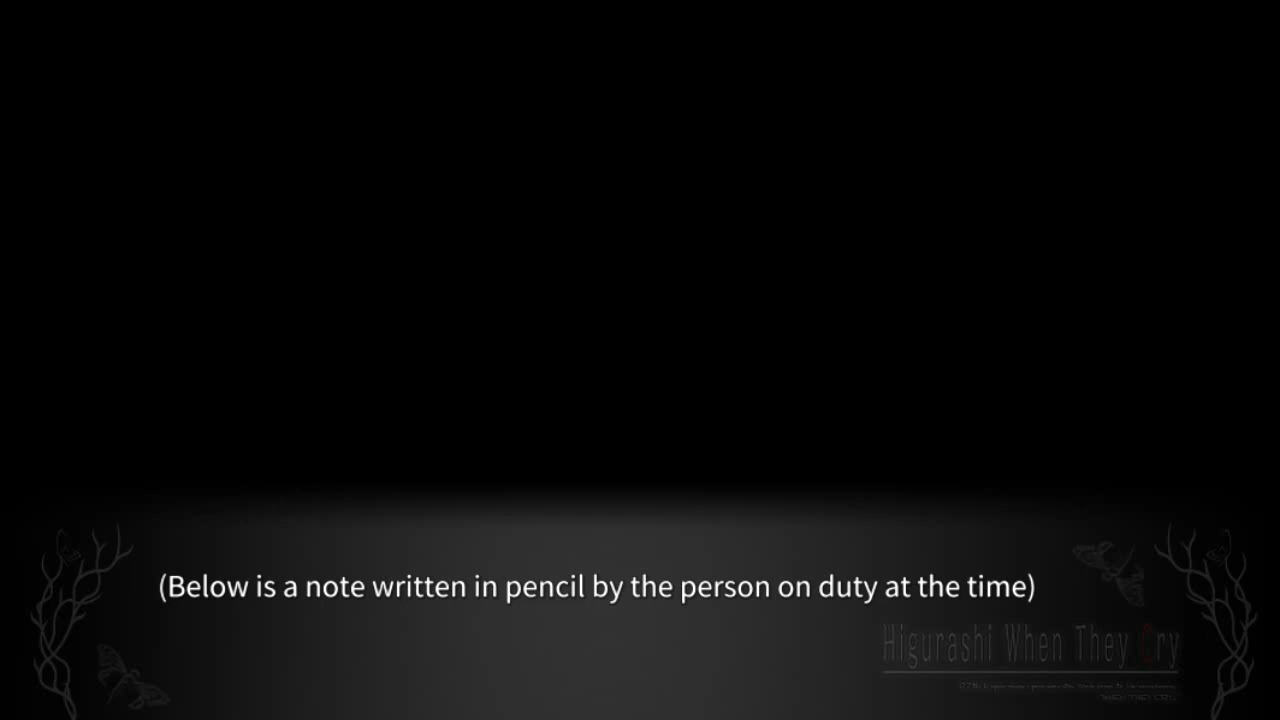 (Below is a note written in pencil by the person on duty at the time)
Higurashi When They Cry